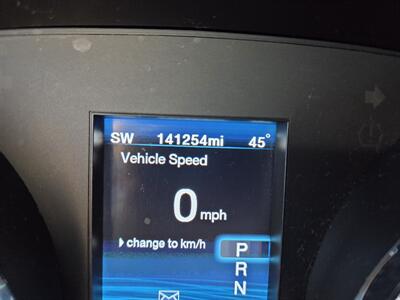 SW 141254mi 45°
Vehicle Speed
0 mph
change to km/h
P
R
N